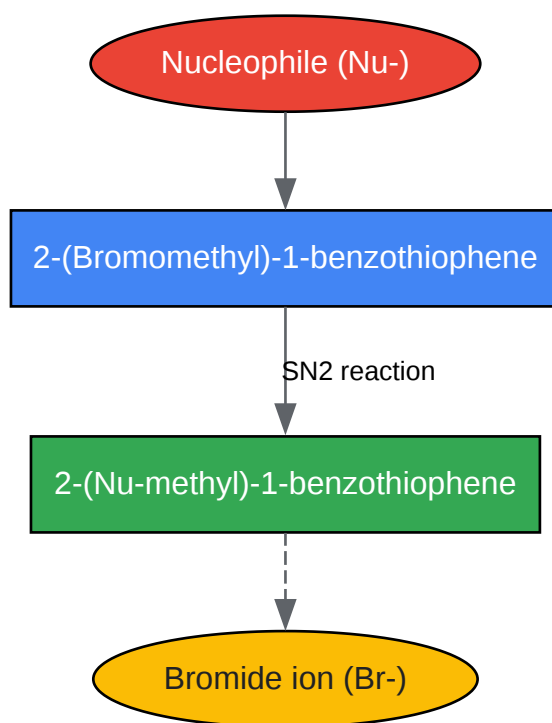 Nucleophile (Nu-)
2-(Bromomethyl)-1-benzothiophene
SN2 reaction
2-(Nu-methyl)-1-benzothiophene
Bromide ion (Br-)